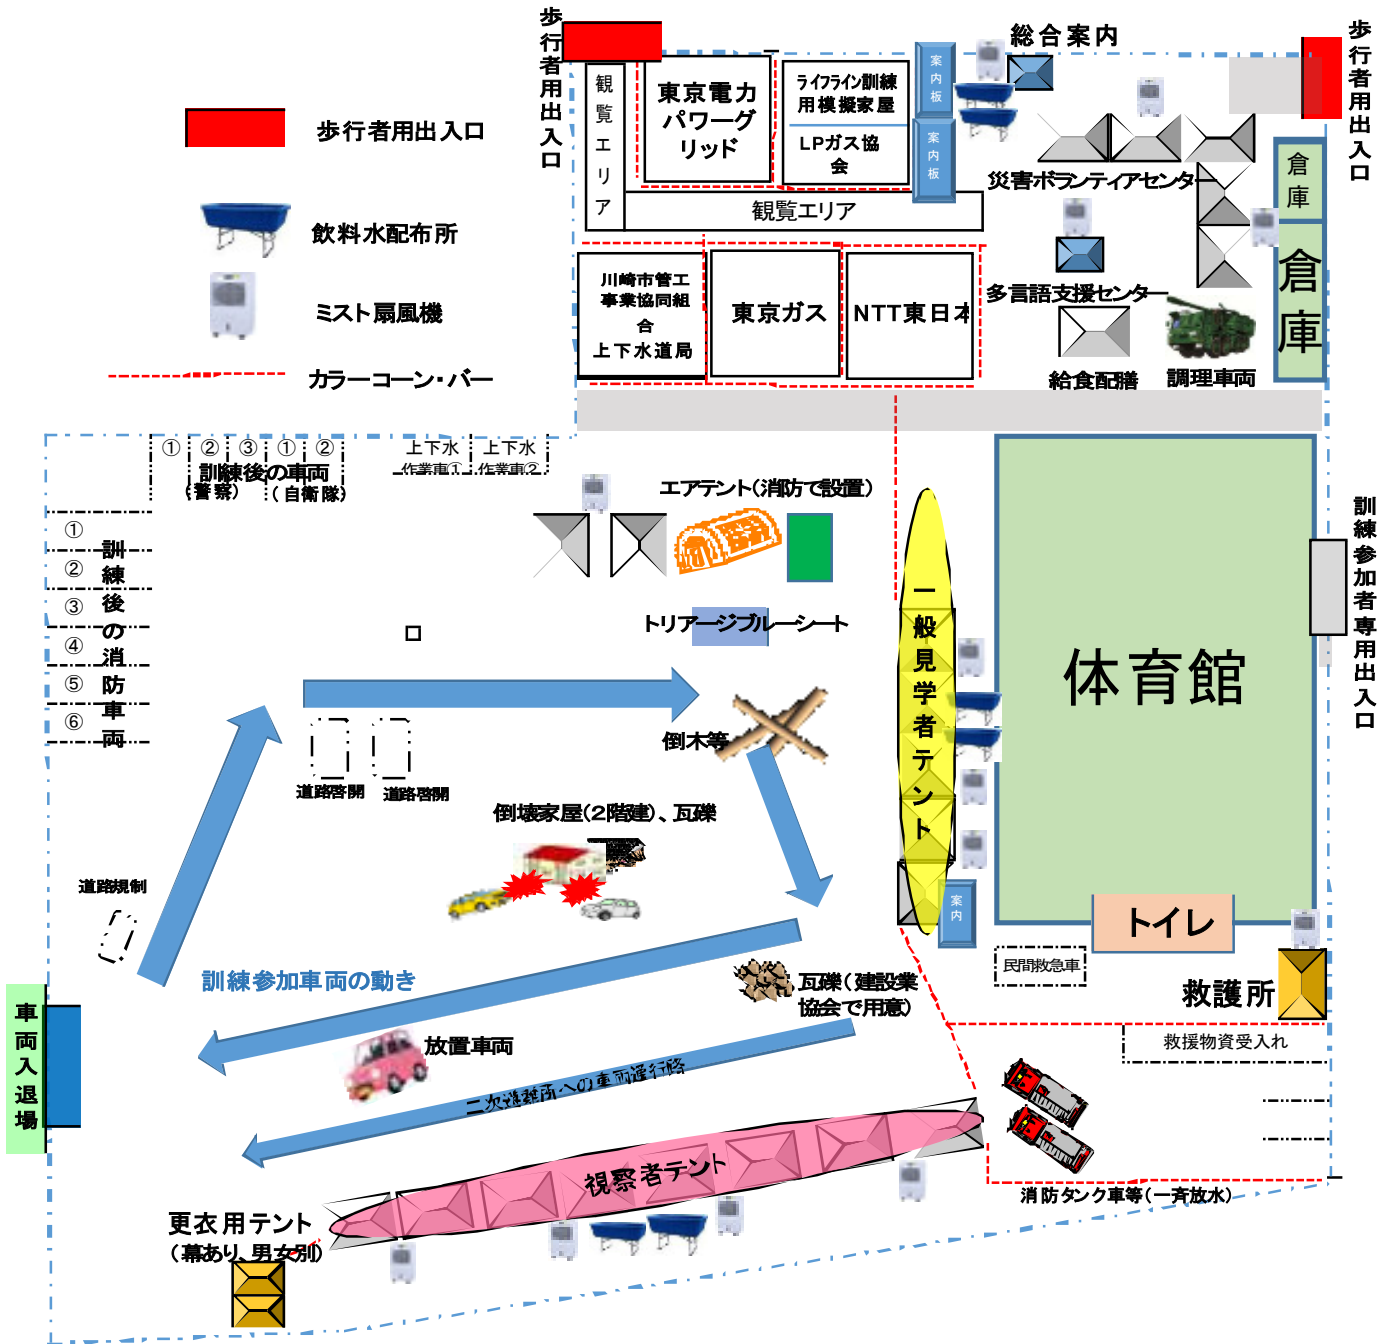 歩行者用出入口
総合案内
歩行者用出入口
観覧エリア
東京電力
パワーグ
リッド
ライフライン訓練
用模擬家屋
LPガス協
会
案内板
案内板
歩行者用出入口
倉庫
災害ボランティアセンター
観覧エリア
飲料水配布所
倉庫
川崎市管工
事業協同組
合
上下水道局
東京ガス
NTT東日本
多言語支援センター
ミスト扇風機
給食配膳
調理車両
カラーコーン・バー
① ② ③ ① ②
訓練後の車両
(警察)
(自衛隊)
上下水
作業車①
上下水
作業車②
エアテント(消防で設置)
訓練参加者専用出入口
①
②
③
④
⑤
⑥
訓練後の消防車両
トリアージブルーシート
一般見学者テント
体育館
倒木等
道路啓開
道路啓開
倒壊家屋(2階建)、瓦礫
道路規制
案内
トイレ
民間救急車
救護所
訓練参加車両の動き
瓦礫(建設業
協会で用意)
車両入退場
放置車両
救援物資受入れ
二次避難所への車両運行路
視察者テント
消防タンク車等(一斉放水)
更衣用テント
(幕あり、男女別)